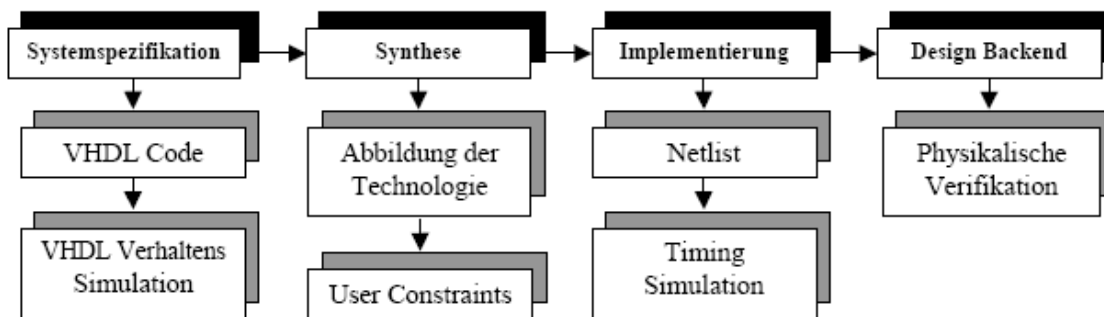 Systemspezifikation
Synthese
Implementierung
Design Backend
VHDL Code
Abbildung der
Technologie
Netlist
Physikalische
Verifikation
VHDL Verhaltens
Simulation
User Constraints
Timing
Simulation